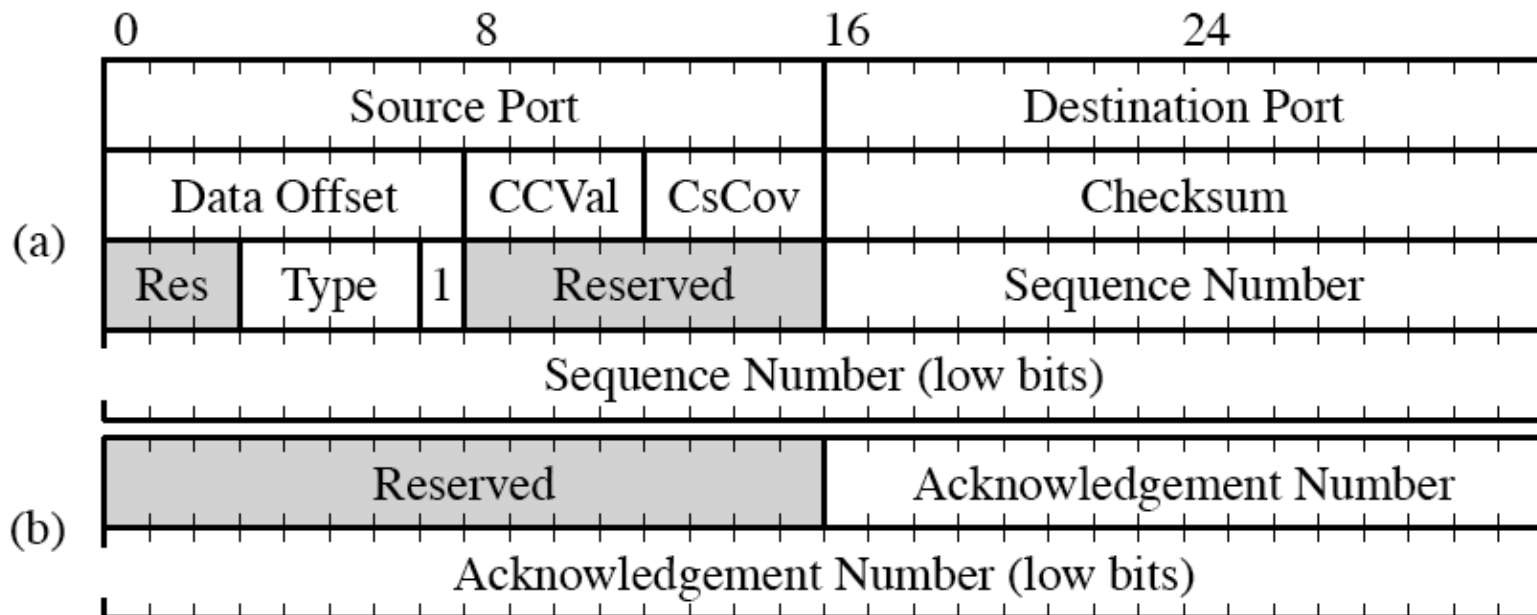 0 8 16 24
Source Port Destination Port
Data Offset CCVal CsCov Checksum
(a)
Res Type 1 Reserved Sequence Number
Sequence Number (low bits)
Reserved Acknowledgement Number
(b)
Acknowledgement Number (low bits)